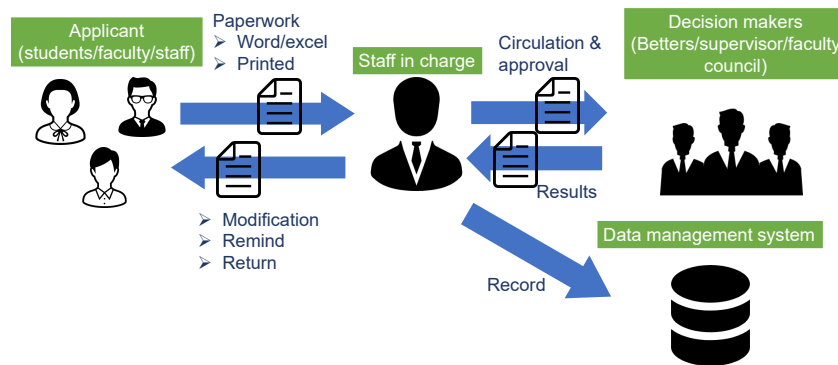 Applicant
(students/faculty/staff)
Paperwork
➢ Word/excel
➢ Printed
Staff in charge
Circulation &
approval
Decision makers
(Betters/supervisor/faculty
council)
➢ Modification
➢ Remind
➢ Return
Results
Record
Data management system